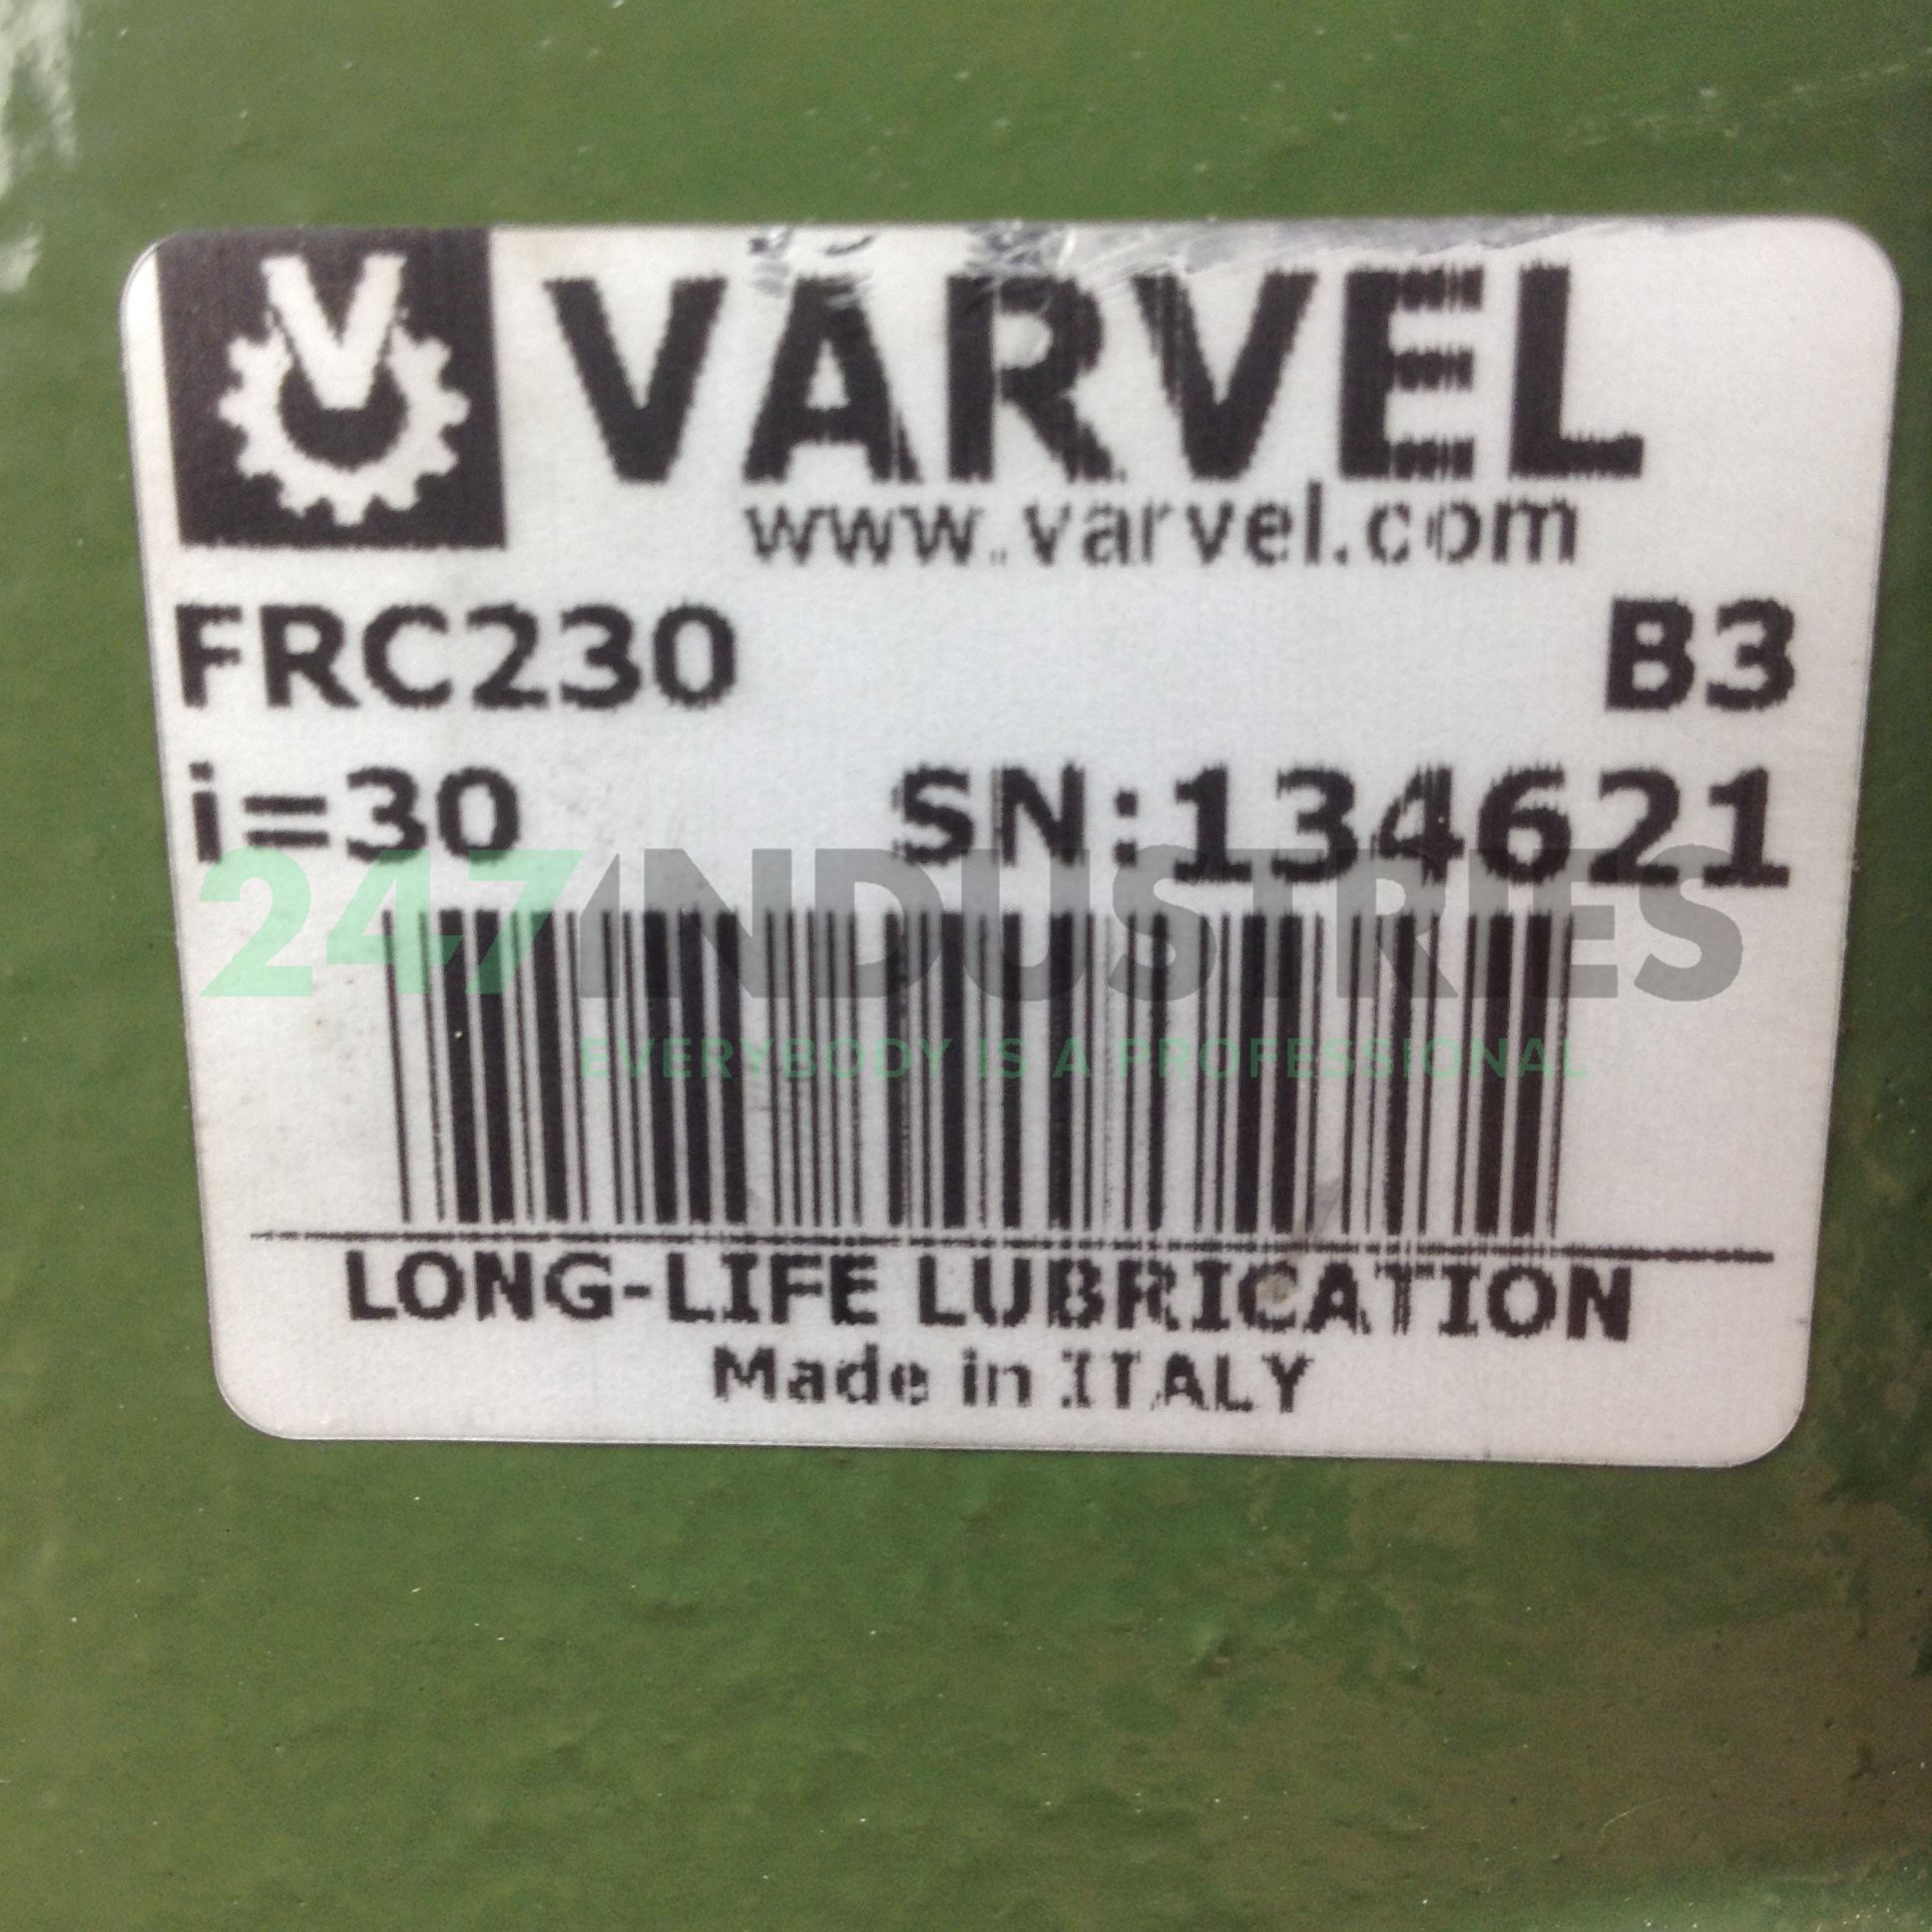 V VARVEL
www.varvel.com
FRC230 B3
i=30 SN:134621
247INDUSTRIES
EVERYBODY IS A PROFESSIONAL
LONG-LIFE LUBRICATION
Made in ITALY